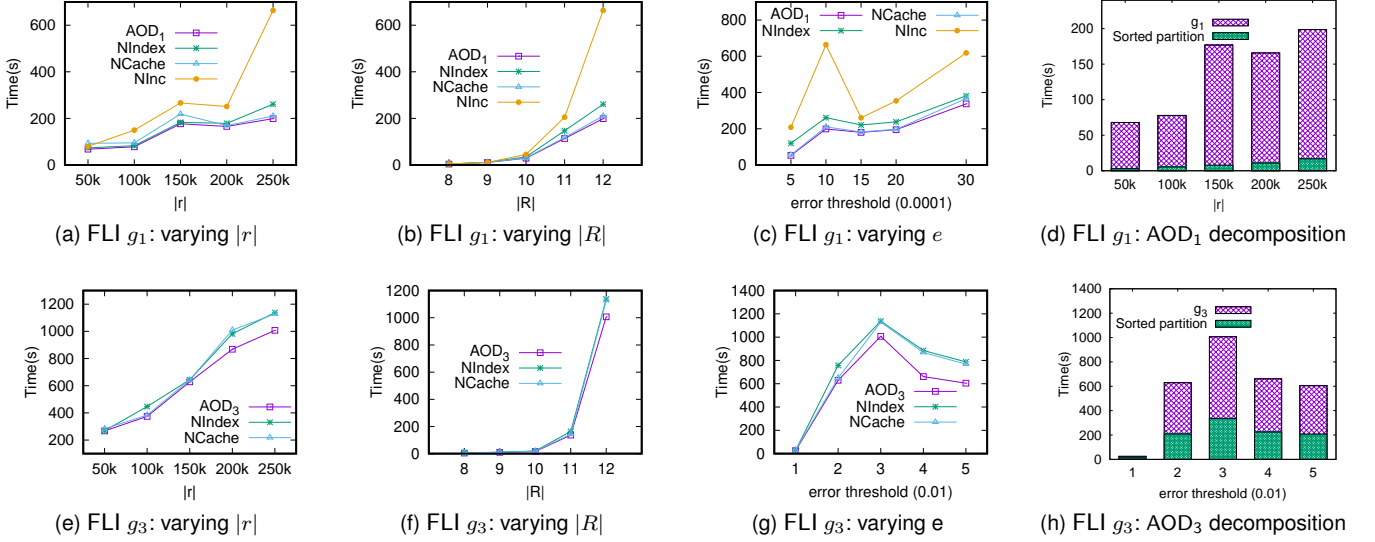 800
600
400
200
0
50k 100k 150k 200k 250k
Time(s)
|r|
AOD1
NIndex
NCache
NInc
(a) FLI g1: varying |r|
800
600
400
200
0
8 9 10 11 12
Time(s)
|R|
AOD1
NIndex
NCache
NInc
(b) FLI g1: varying |R|
800
600
400
200
0
5 10 15 20 30
Time(s)
error threshold (0.0001)
AOD1
NIndex
NCache
NInc
(c) FLI g1: varying e
200
150
100
50
0
50k 100k 150k 200k 250k
Time(s)
|r|
g1
Sorted partition
(d) FLI g1: AOD1 decomposition
1200
1000
800
600
400
200
50k 100k 150k 200k 250k
Time(s)
|r|
AOD3
NIndex
NCache
(e) FLI g3: varying |r|
1200
1000
800
600
400
200
0
8 9 10 11 12
Time(s)
|R|
AOD3
NIndex
NCache
(f) FLI g3: varying |R|
1400
1200
1000
800
600
400
200
0
1 2 3 4 5
Time(s)
error threshold (0.01)
AOD3
NIndex
NCache
(g) FLI g3: varying e
1400
1200
1000
800
600
400
200
0
1 2 3 4 5
Time(s)
error threshold (0.01)
g3
Sorted partition
(h) FLI g3: AOD3 decomposition